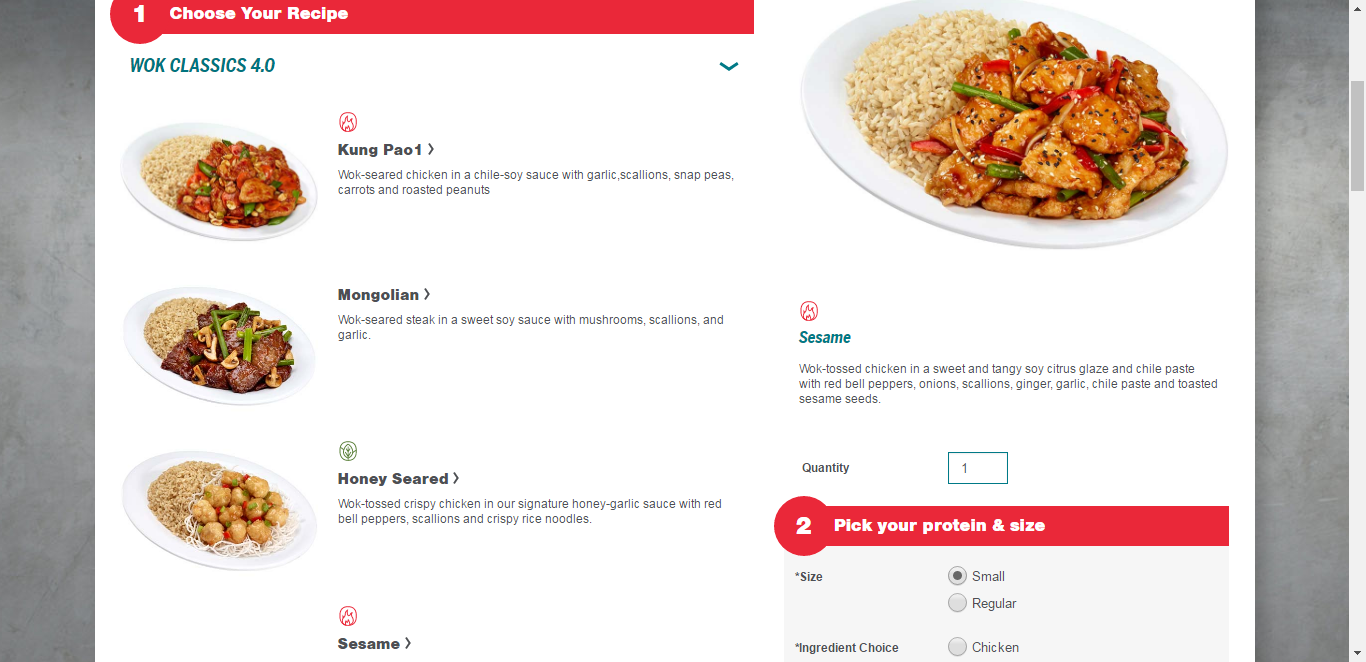 1 Choose Your Recipe
WOK CLASSICS 4.0
Kung Pao1
Wok-seared chicken in a chile-soy sauce with garlic,scallions, snap peas,
carrots and roasted peanuts
Mongolian
Wok-seared steak in a sweet soy sauce with mushrooms, scallions, and
garlic.
Honey Seared
Wok-tossed crispy chicken in our signature honey-garlic sauce with red
bell peppers, scallions and crispy rice noodles.
Sesame
Sesame
Wok-tossed chicken in a sweet and tangy soy citrus glaze and chile paste
with red bell peppers, onions, scallions, ginger, garlic, chile paste and toasted
sesame seeds.
Quantity 1
2 Pick your protein & size
*Size Small
Regular
*Ingredient Choice Chicken